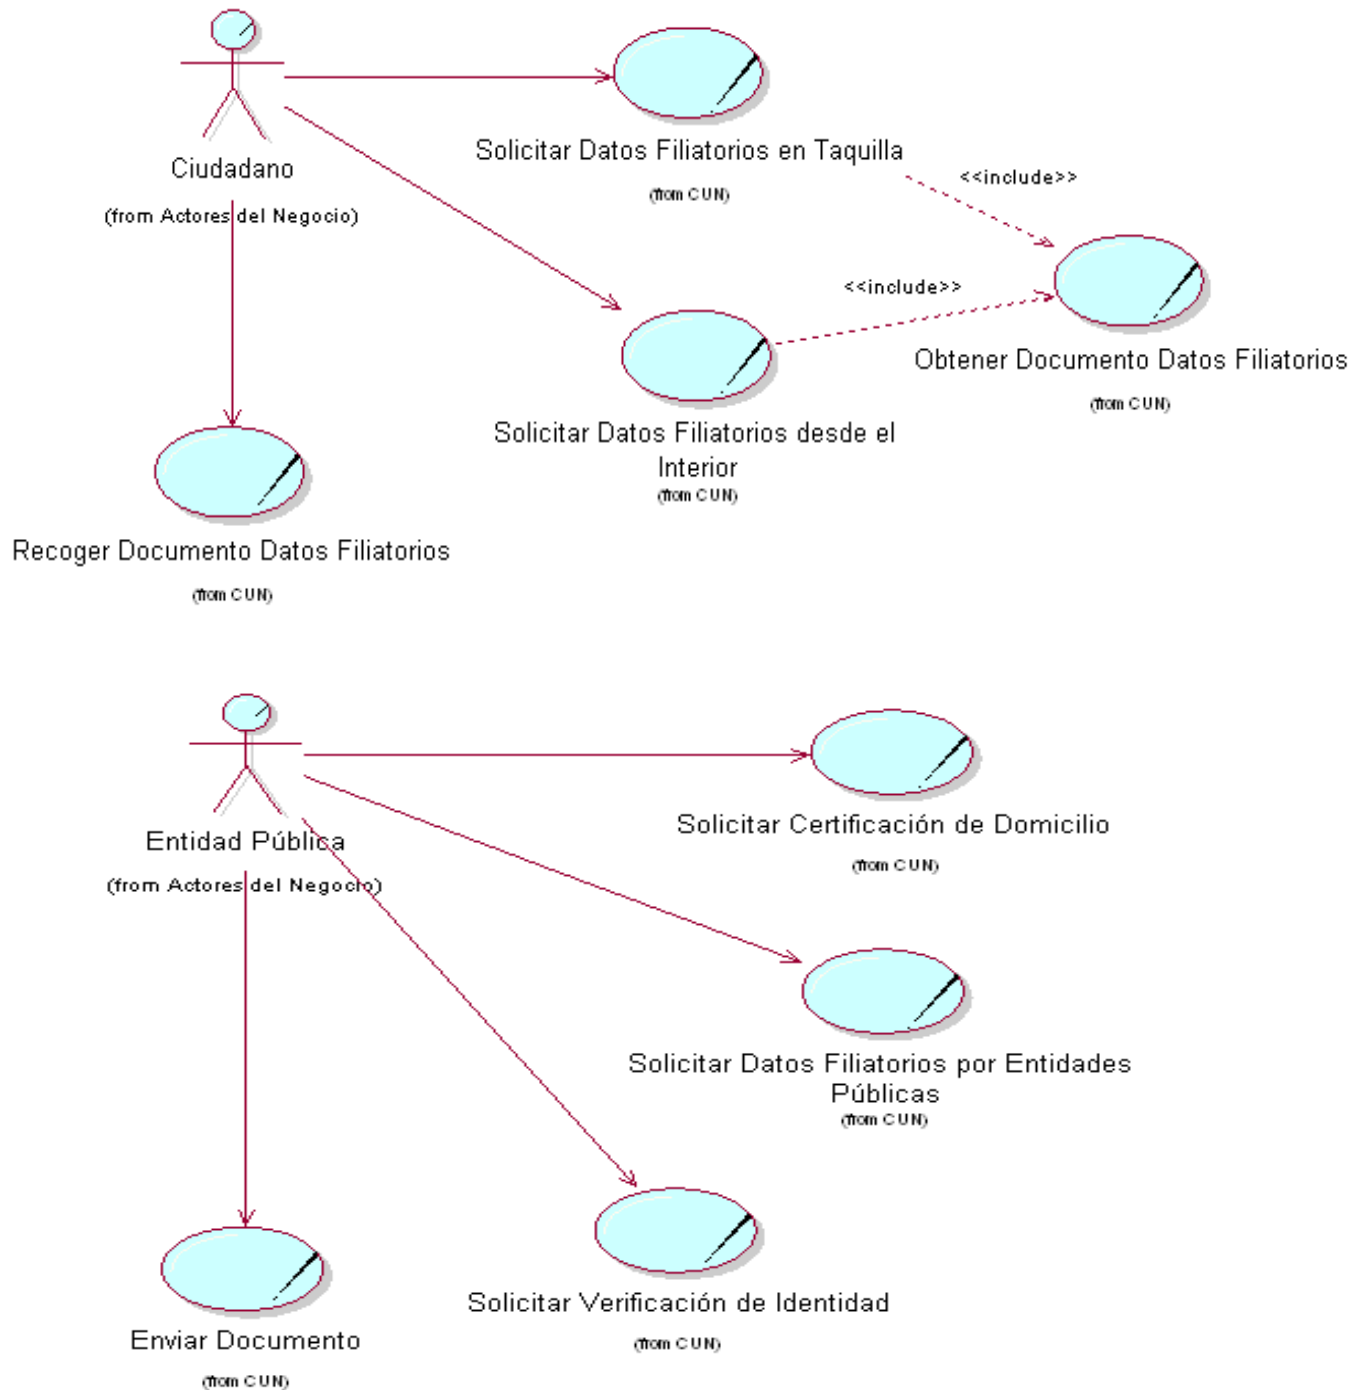 Ciudadano
(from Actores del Negocio)
Solicitar Datos Filiatorios en Taquilla
(from CUN)
<<include>>
<<include>>
Obtener Documento Datos Filiatorios
(from CUN)
Solicitar Datos Filiatorios desde el
Interior
(from CUN)
Recoger Documento Datos Filiatorios
(from CUN)
Entidad Pública
(from Actores del Negocio)
Solicitar Certificación de Domicilio
(from CUN)
Solicitar Datos Filiatorios por Entidades
Públicas
(from CUN)
Solicitar Verificación de Identidad
(from CUN)
Enviar Documento
(from CUN)